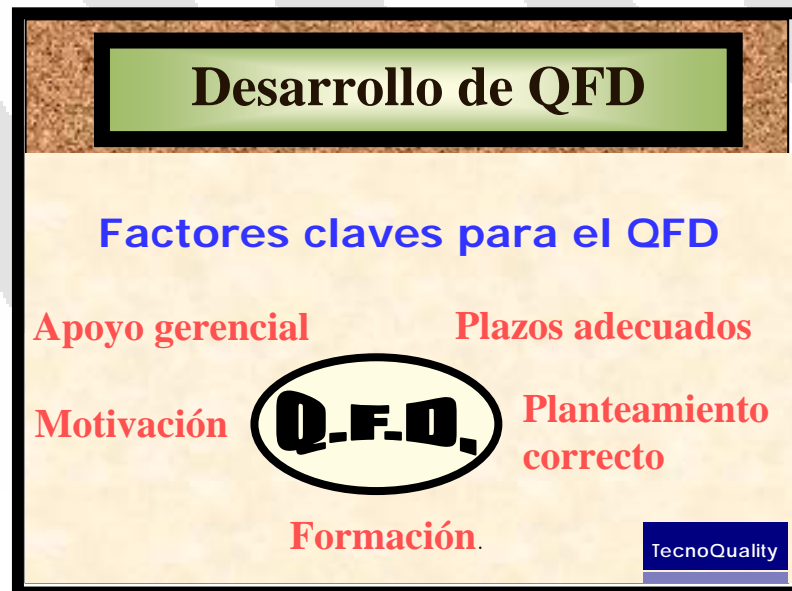 Desarrollo de QFD
Factores claves para el QFD
Apoyo gerencial
Plazos adecuados
Motivación
Q.F.D.
Planteamiento
correcto
Formación.
TecnoQuality